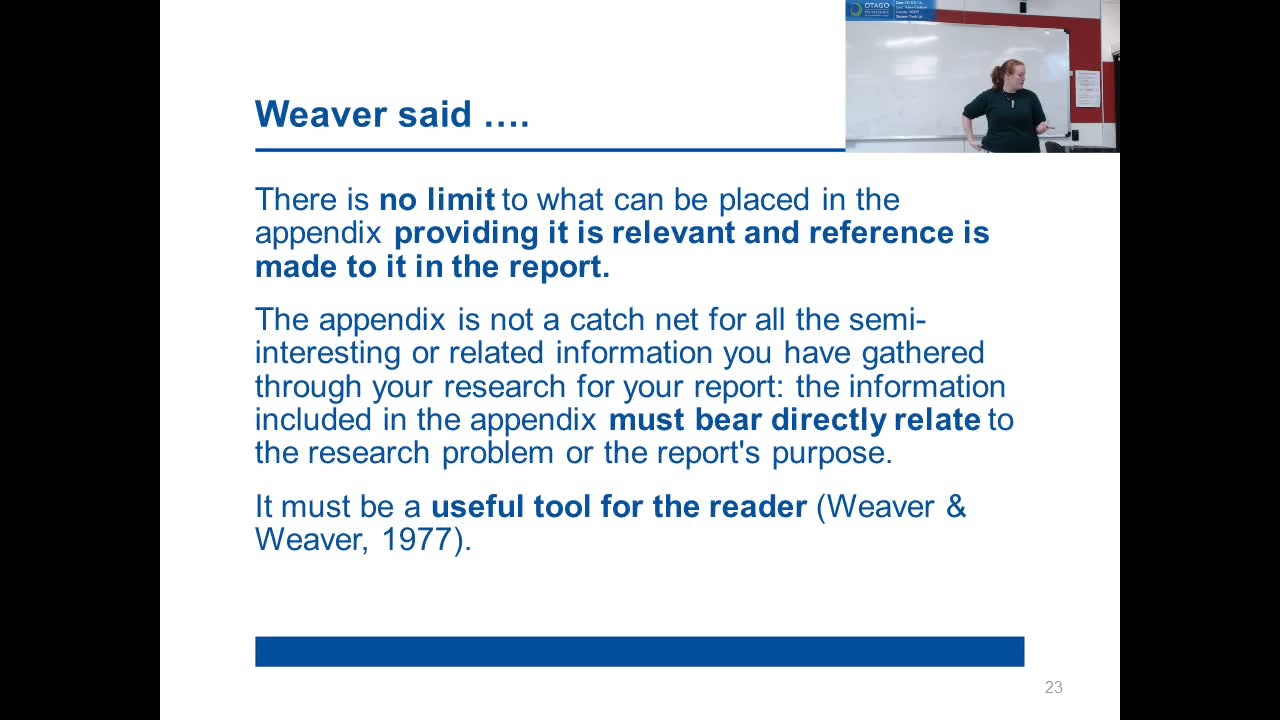 OTAGO
POLYTECHNIC
Weaver said ….
There is no limit to what can be placed in the
appendix providing it is relevant and reference is
made to it in the report.
The appendix is not a catch net for all the semi-
interesting or related information you have gathered
through your research for your report: the information
included in the appendix must bear directly relate to
the research problem or the report's purpose.
It must be a useful tool for the reader (Weaver &
Weaver, 1977).
23